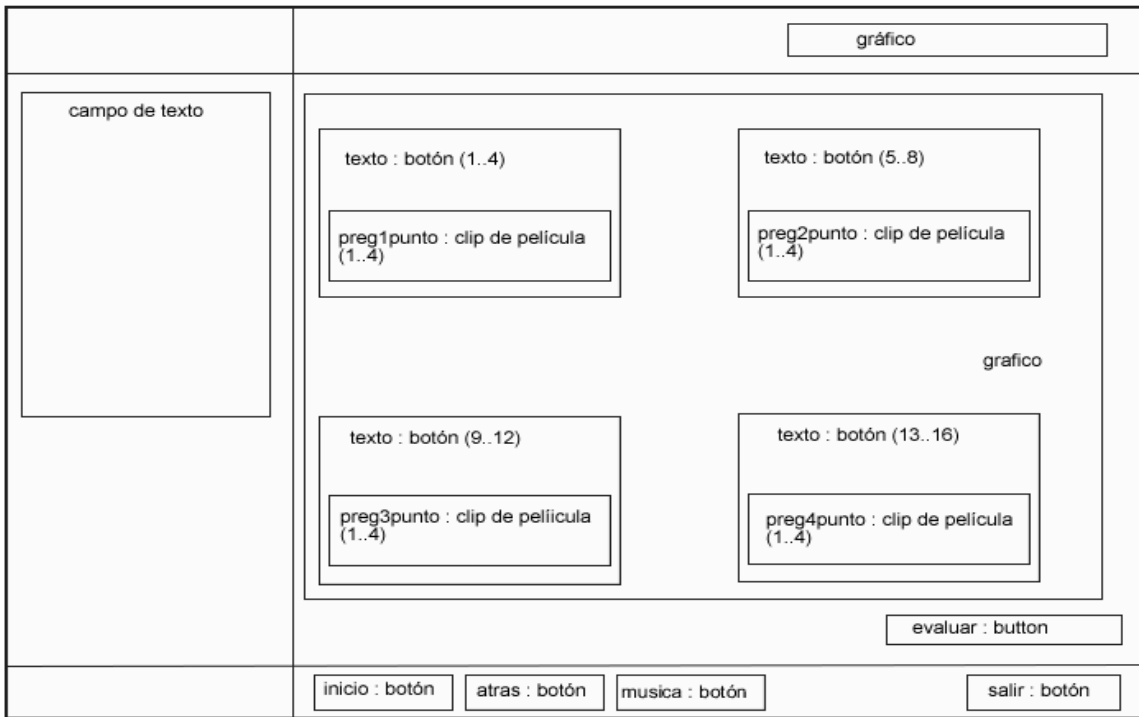 gráfico
campo de texto
texto : botón (1..4)
preg1punto : clip de película
(1..4)
texto : botón (5..8)
preg2punto : clip de película
(1..4)
grafico
texto : botón (9..12)
preg3punto : clip de pelíicula
(1..4)
texto : botón (13..16)
preg4punto : clip de película
(1..4)
evaluar : button
inicio : botón
atras : botón
musica : botón
salir : botón